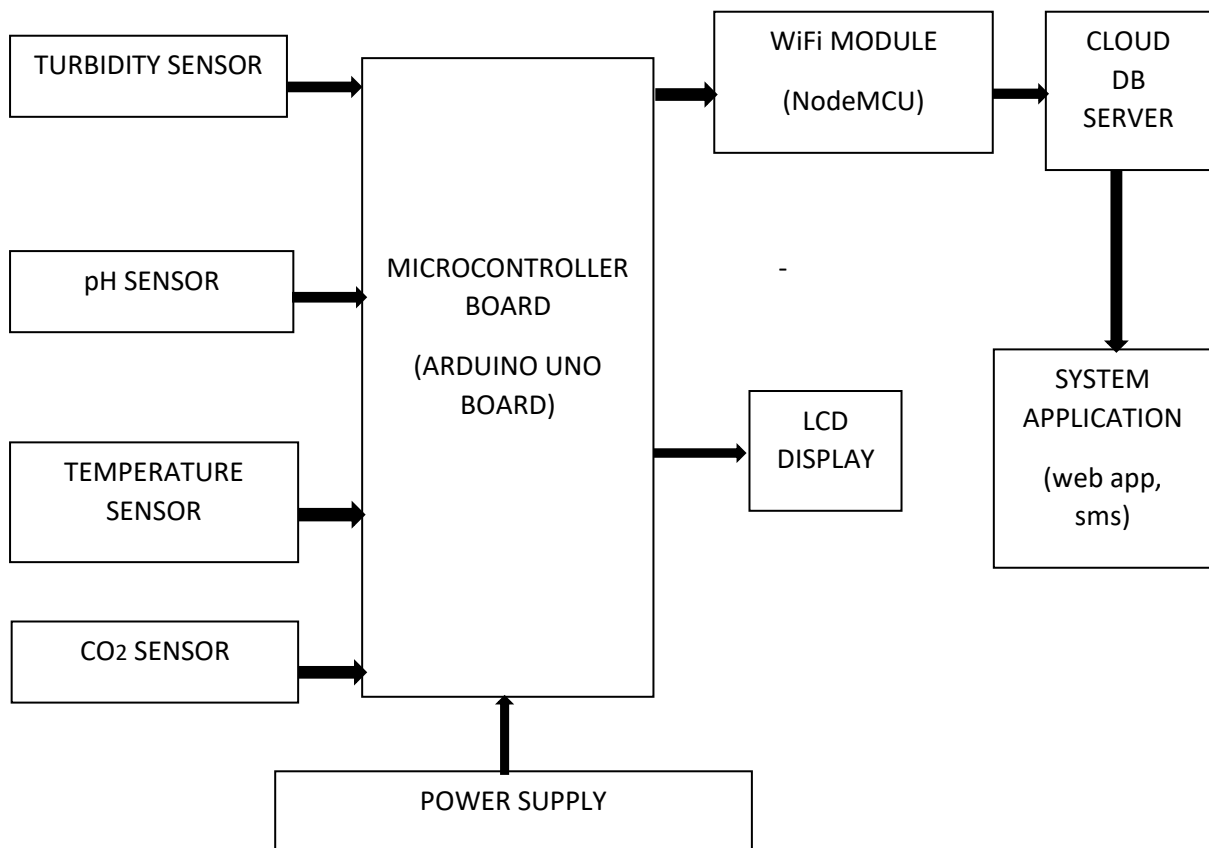 TURBIDITY SENSOR
pH SENSOR
TEMPERATURE
SENSOR
CO2 SENSOR
MICROCONTROLLER
BOARD
(ARDUINO UNO
BOARD)
POWER SUPPLY
WiFi MODULE
(NodeMCU)
-
LCD
DISPLAY
CLOUD
DB
SERVER
SYSTEM
APPLICATION
(web app,
sms)